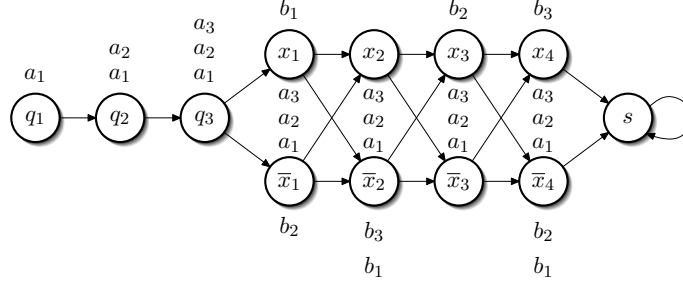 b₁ b₂ b₃
a₃
a₂ a₂
a₁ a₁ a₁
x₁ x₂ x₃ x₄
a₃ a₃ a₃ a₃
q₁ q₂ q₃ a₂ a₂ a₂ a₂ s
a₁ a₁ a₁ a₁
x̅₁ x̅₂ x̅₃ x̅₄
b₂ b₃ b₂
b₁ b₁